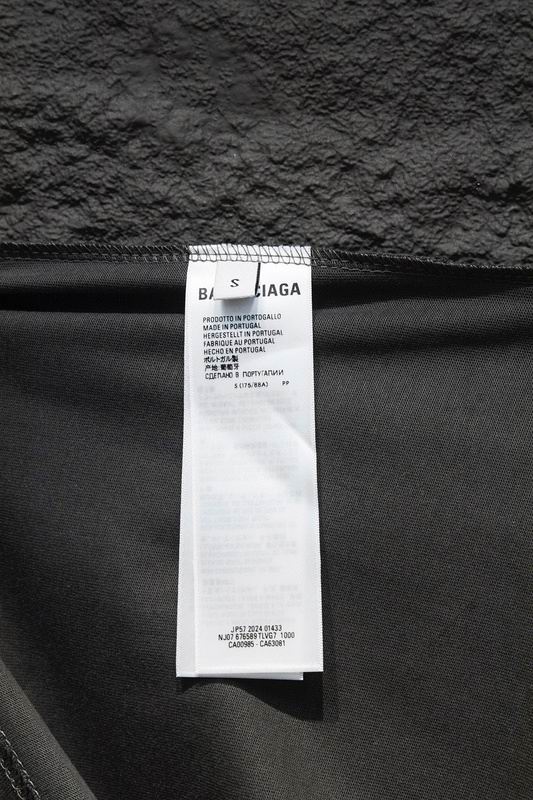 S
BA CIAGA
PRODOTTO IN PORTOGALLO
MADE IN PORTUGAL
HERGESTELLT IN PORTUGAL
FABRIQUE AU PORTUGAL
HECHO EN PORTUGAL
ポルトガル製
产地:葡萄牙
СДЕЛАНО В ПОРТУГАЛИИ
S (175/88A) PP
JP57 2024 01433
NJ07 676589 TLVG7 1000
CA00985 - CA63081